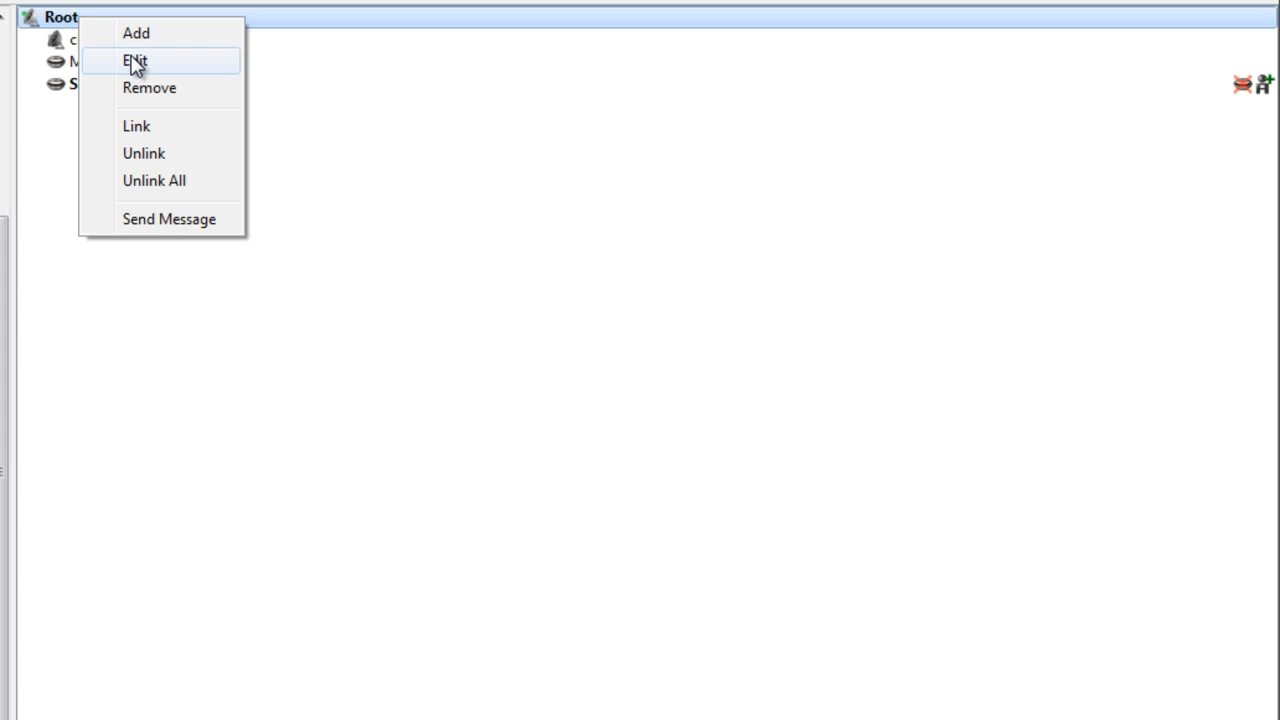 Root
Add
c
Edit
M
S
Remove
Link
Unlink
Unlink All
Send Message